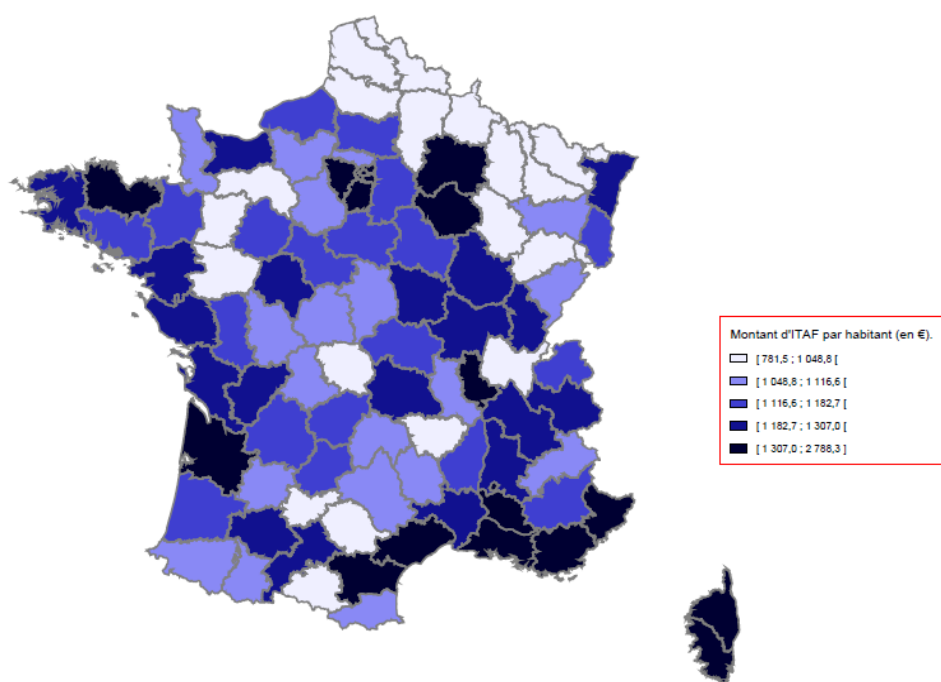 Montant d'ITAF par habitant (en €).
[ 781,5 ; 1 048,8 [
[ 1 048,8 ; 1 116,6 [
[ 1 116,6 ; 1 182,7 [
[ 1 182,7 ; 1 307,0 [
[ 1 307,0 ; 2 788,3 ]